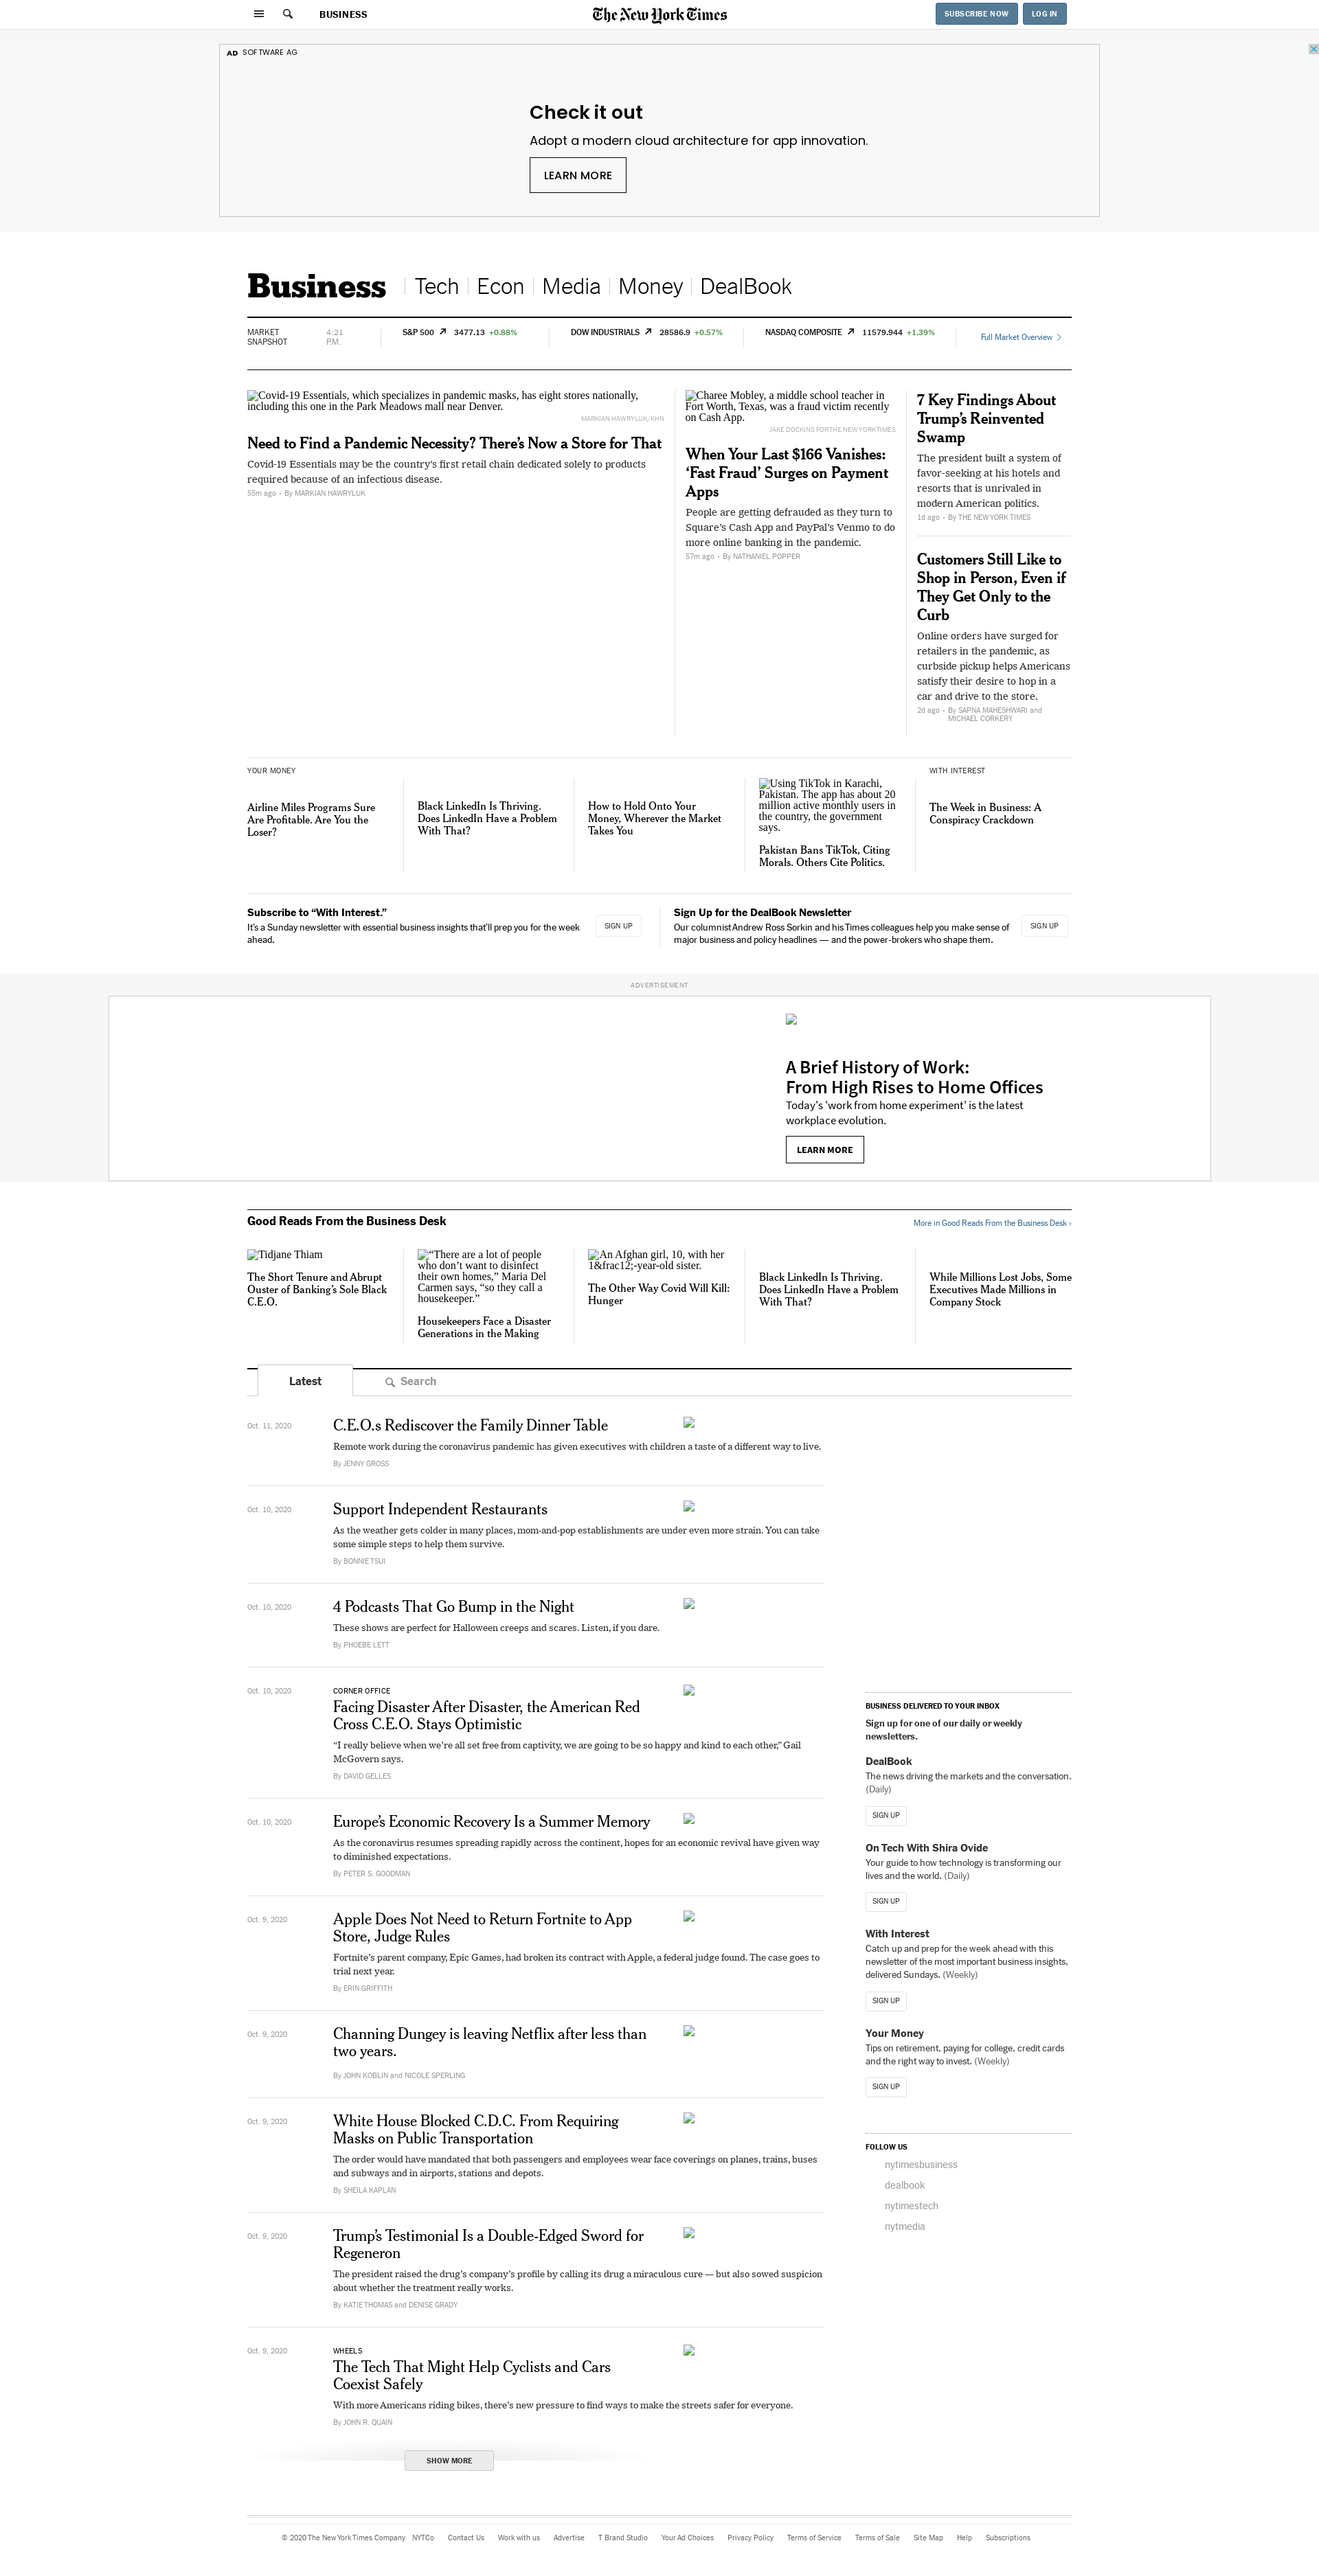 BUSINESS
The New York Times
SUBSCRIBE NOW
LOG IN
AD SOFTWARE AG
Check it out
Adopt a modern cloud architecture for app innovation.
LEARN MORE
Business
Tech
Econ
Media
Money
DealBook
MARKET
SNAPSHOT
4:21
P.M.
S&P 500 3477.13 +0.88%
DOW INDUSTRIALS 28586.9 +0.57%
NASDAQ COMPOSITE 11579.944 +1.39%
Full Market Overview
Covid-19 Essentials, which specializes in pandemic masks, has eight stores nationally,
including this one in the Park Meadows mall near Denver.
MARKIAN HAWRYLUK/KHN
Need to Find a Pandemic Necessity? There’s Now a Store for That
Covid-19 Essentials may be the country’s first retail chain dedicated solely to products
required because of an infectious disease.
55m ago • By MARKIAN HAWRYLUK
Charee Mobley, a middle school teacher in
Fort Worth, Texas, was a fraud victim recently
on Cash App.
JAKE DOCKINS FOR THE NEW YORK TIMES
When Your Last $166 Vanishes:
‘Fast Fraud’ Surges on Payment
Apps
People are getting defrauded as they turn to
Square’s Cash App and PayPal’s Venmo to do
more online banking in the pandemic.
57m ago • By NATHANIEL POPPER
7 Key Findings About
Trump’s Reinvented
Swamp
The president built a system of
favor-seeking at his hotels and
resorts that is unrivaled in
modern American politics.
1d ago • By THE NEW YORK TIMES
Customers Still Like to
Shop in Person, Even if
They Get Only to the
Curb
Online orders have surged for
retailers in the pandemic, as
curbside pickup helps Americans
satisfy their desire to hop in a
car and drive to the store.
2d ago • By SAPNA MAHESHWARI and
MICHAEL CORKERY
YOUR MONEY
Airline Miles Programs Sure
Are Profitable. Are You the
Loser?
Black LinkedIn Is Thriving.
Does LinkedIn Have a Problem
With That?
How to Hold Onto Your
Money, Wherever the Market
Takes You
Using TikTok in Karachi,
Pakistan. The app has about 20
million active monthly users in
the country, the government
says.
Pakistan Bans TikTok, Citing
Morals. Others Cite Politics.
WITH INTEREST
The Week in Business: A
Conspiracy Crackdown
Subscribe to “With Interest.”
It’s a Sunday newsletter with essential business insights that’ll prep you for the week
ahead.
SIGN UP
Sign Up for the DealBook Newsletter
Our columnist Andrew Ross Sorkin and his Times colleagues help you make sense of
major business and policy headlines — and the power-brokers who shape them.
SIGN UP
ADVERTISEMENT
A Brief History of Work:
From High Rises to Home Offices
Today's 'work from home experiment' is the latest
workplace evolution.
LEARN MORE
Good Reads From the Business Desk
More in Good Reads From the Business Desk ›
Tidjane Thiam
The Short Tenure and Abrupt
Ouster of Banking’s Sole Black
C.E.O.
“There are a lot of people
who don’t want to disinfect
their own homes,” Maria Del
Carmen says, “so they call a
housekeeper.”
Housekeepers Face a Disaster
Generations in the Making
An Afghan girl, 10, with her
1&frac12;-year-old sister.
The Other Way Covid Will Kill:
Hunger
Black LinkedIn Is Thriving.
Does LinkedIn Have a Problem
With That?
While Millions Lost Jobs, Some
Executives Made Millions in
Company Stock
Latest
Search
Oct. 11, 2020
C.E.O.s Rediscover the Family Dinner Table
Remote work during the coronavirus pandemic has given executives with children a taste of a different way to live.
By JENNY GROSS
Oct. 10, 2020
Support Independent Restaurants
As the weather gets colder in many places, mom-and-pop establishments are under even more strain. You can take
some simple steps to help them survive.
By BONNIE TSUI
Oct. 10, 2020
4 Podcasts That Go Bump in the Night
These shows are perfect for Halloween creeps and scares. Listen, if you dare.
By PHOEBE LETT
Oct. 10, 2020
CORNER OFFICE
Facing Disaster After Disaster, the American Red
Cross C.E.O. Stays Optimistic
“I really believe when we’re all set free from captivity, we are going to be so happy and kind to each other,” Gail
McGovern says.
By DAVID GELLES
Oct. 10, 2020
Europe’s Economic Recovery Is a Summer Memory
As the coronavirus resumes spreading rapidly across the continent, hopes for an economic revival have given way
to diminished expectations.
By PETER S. GOODMAN
Oct. 9, 2020
Apple Does Not Need to Return Fortnite to App
Store, Judge Rules
Fortnite’s parent company, Epic Games, had broken its contract with Apple, a federal judge found. The case goes to
trial next year.
By ERIN GRIFFITH
Oct. 9, 2020
Channing Dungey is leaving Netflix after less than
two years.
By JOHN KOBLIN and NICOLE SPERLING
Oct. 9, 2020
White House Blocked C.D.C. From Requiring
Masks on Public Transportation
The order would have mandated that both passengers and employees wear face coverings on planes, trains, buses
and subways and in airports, stations and depots.
By SHEILA KAPLAN
Oct. 9, 2020
Trump’s Testimonial Is a Double-Edged Sword for
Regeneron
The president raised the drug’s company’s profile by calling its drug a miraculous cure — but also sowed suspicion
about whether the treatment really works.
By KATIE THOMAS and DENISE GRADY
Oct. 9, 2020
WHEELS
The Tech That Might Help Cyclists and Cars
Coexist Safely
With more Americans riding bikes, there’s new pressure to find ways to make the streets safer for everyone.
By JOHN R. QUAIN
SHOW MORE
BUSINESS DELIVERED TO YOUR INBOX
Sign up for one of our daily or weekly
newsletters.
DealBook
The news driving the markets and the conversation.
(Daily)
SIGN UP
On Tech With Shira Ovide
Your guide to how technology is transforming our
lives and the world. (Daily)
SIGN UP
With Interest
Catch up and prep for the week ahead with this
newsletter of the most important business insights,
delivered Sundays. (Weekly)
SIGN UP
Your Money
Tips on retirement, paying for college, credit cards
and the right way to invest. (Weekly)
SIGN UP
FOLLOW US
nytimesbusiness
dealbook
nytimestech
nytmedia
© 2020 The New York Times Company NYTCo Contact Us Work with us Advertise T Brand Studio Your Ad Choices Privacy Policy Terms of Service Terms of Sale Site Map Help Subscriptions